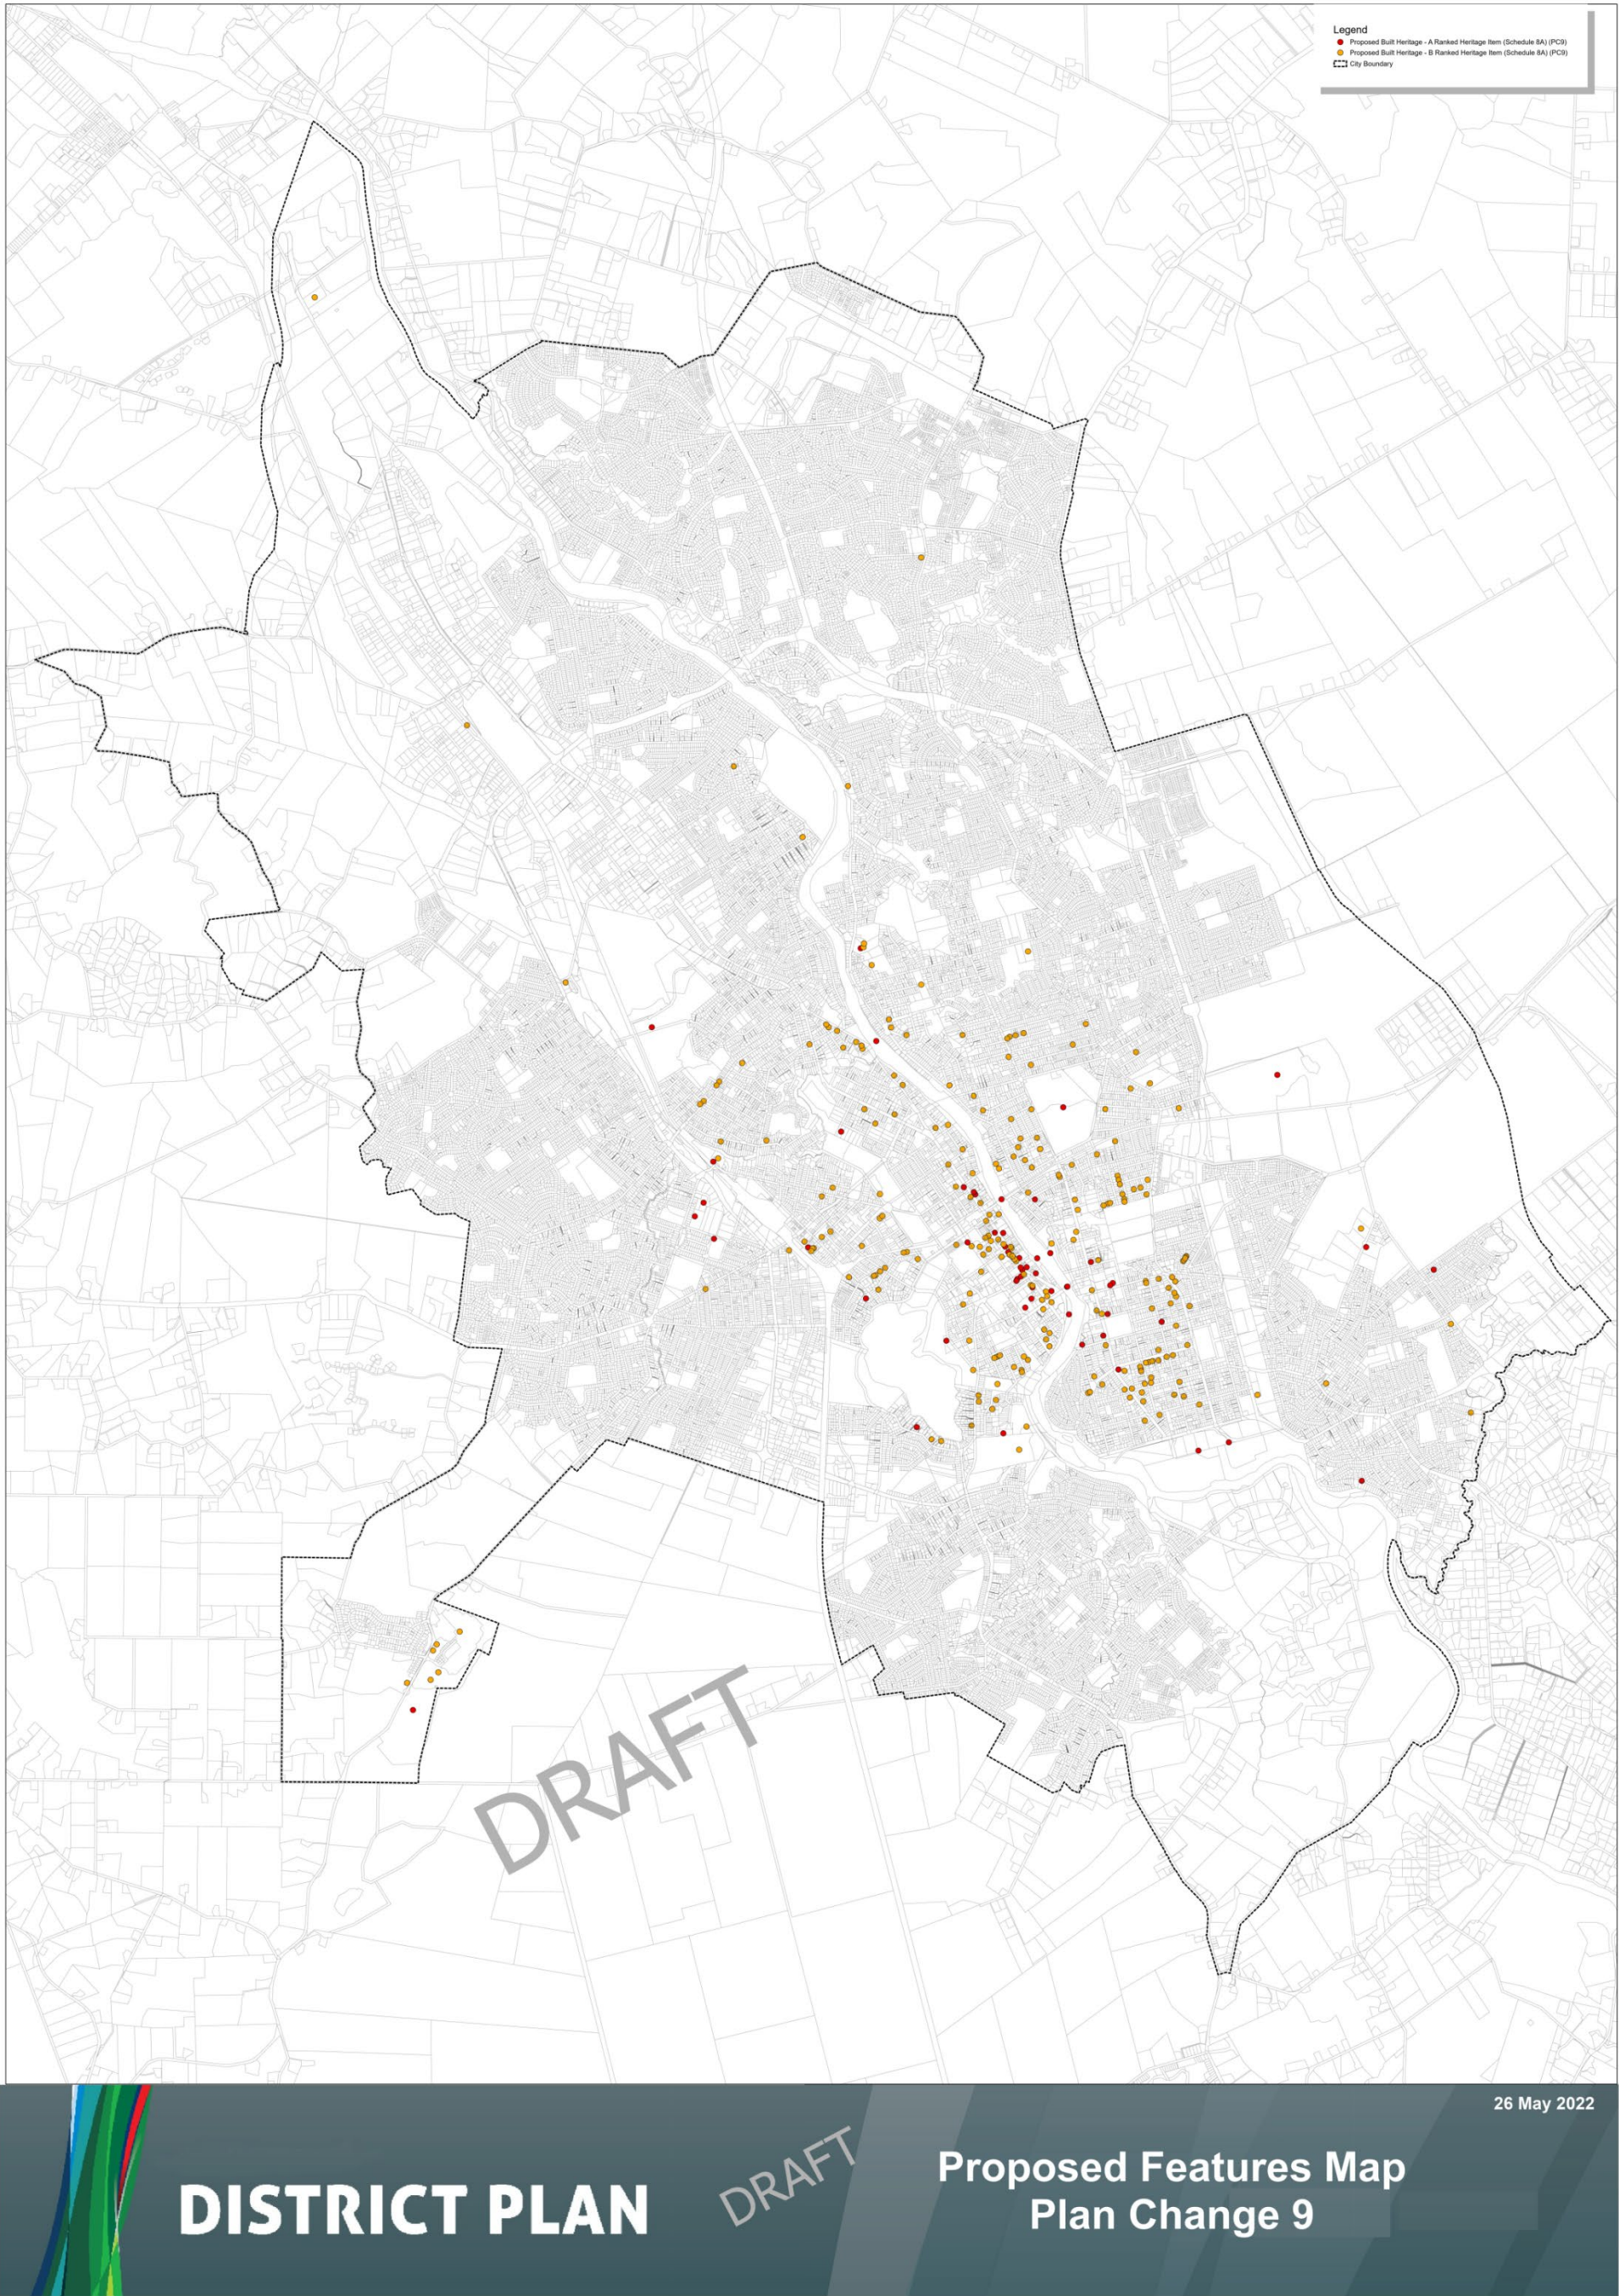 Legend
Proposed Built Heritage - A Ranked Heritage Item (Schedule 8A) (PC9)
Proposed Built Heritage - B Ranked Heritage Item (Schedule 8A) (PC9)
City Boundary
DRAFT
26 May 2022
DISTRICT PLAN
DRAFT
Proposed Features Map
Plan Change 9